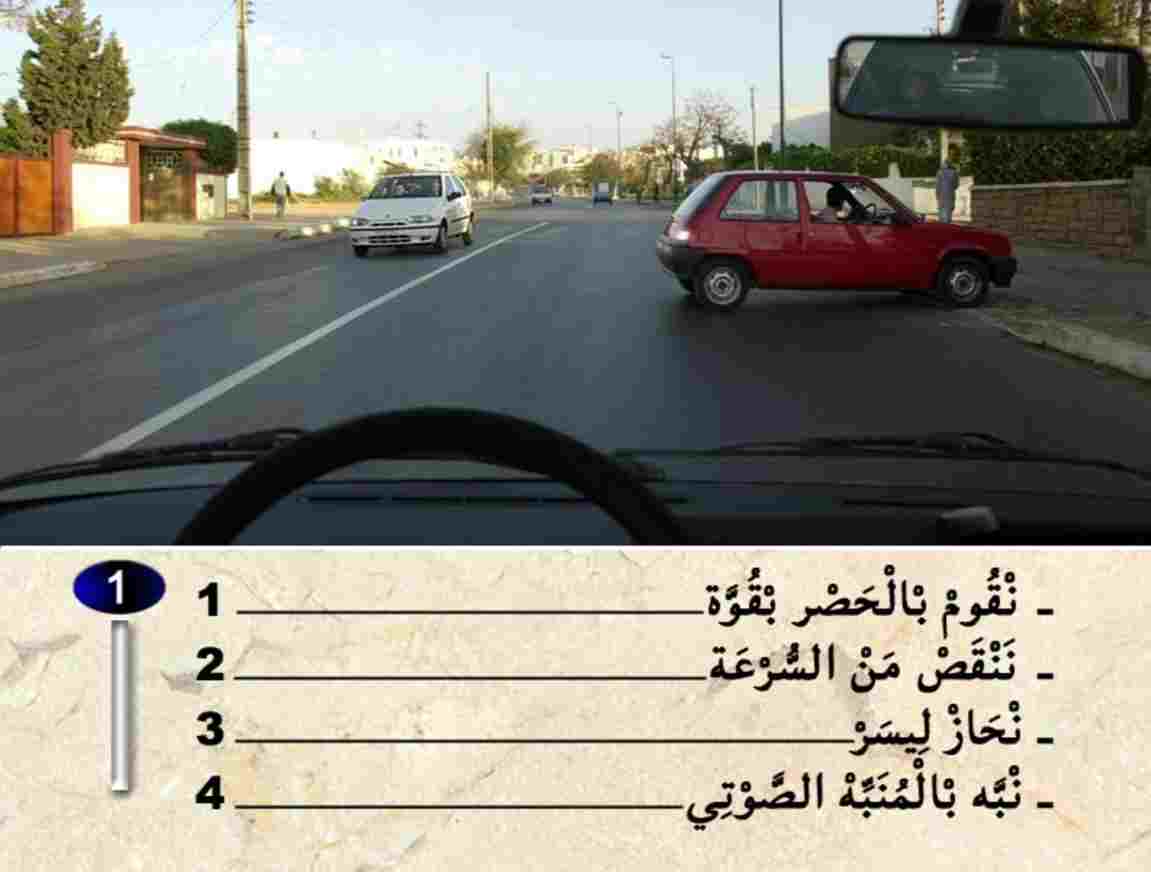 1
ـ نْقُومْ بْالْحَصْر بْقُوَّة 1
ـ نَنْقَصْ مَنْ السُّرْعَة 2
ـ نْحَازْ لِيسَرْ 3
ـ نْبَّه بْالْمُنَبِّهْ الصَّوْتِي 4